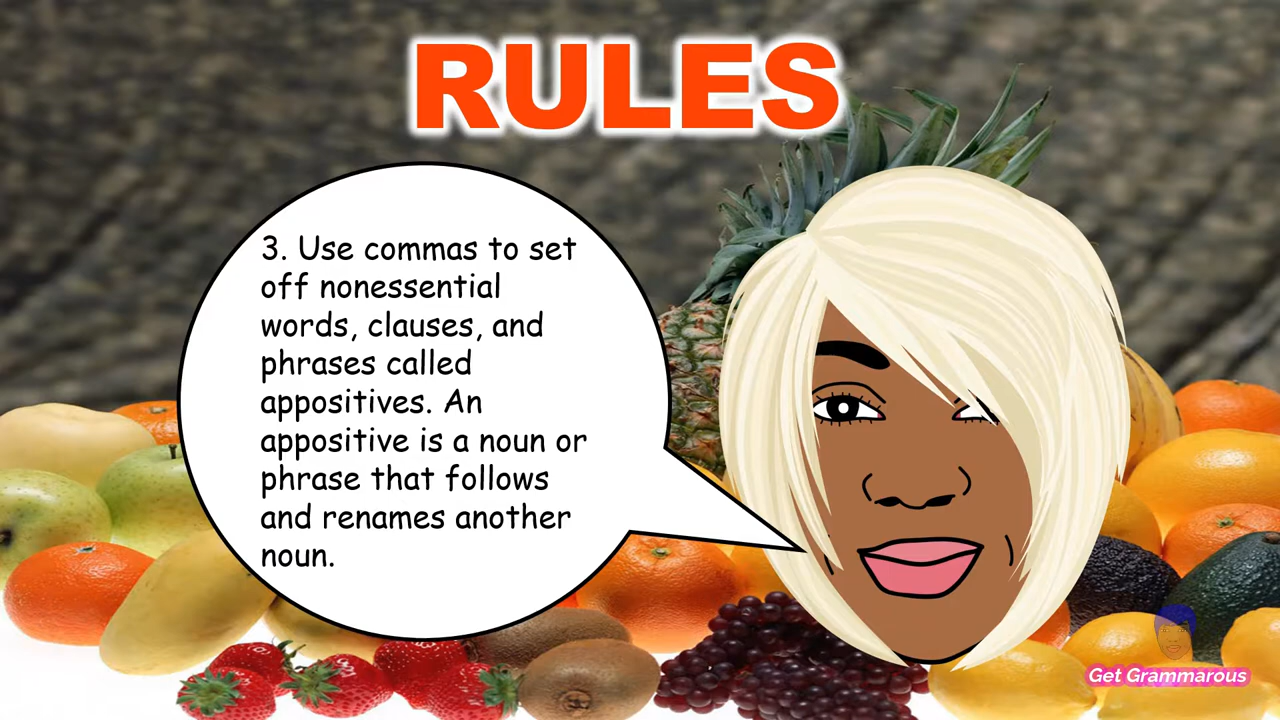 RULES
3. Use commas to set
off nonessential
words, clauses, and
phrases called
appositives. An
appositive is a noun or
phrase that follows
and renames another
noun.
Get Grammarous